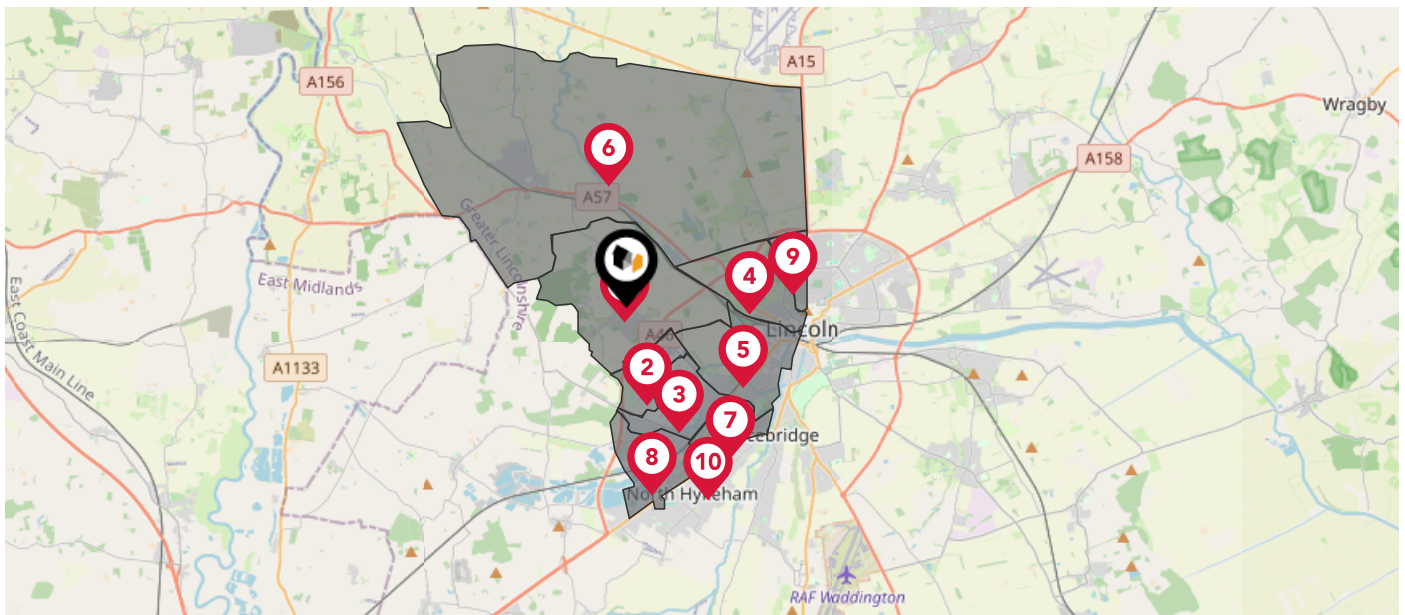 A15
A156
Wragby
6
A158
A57
Greater Lincolnshire
9
4
East Midlands
East Coast Main Line
Lincoln
5
A1133
2
3
7
8
10
North Hykeham
RAF Waddington